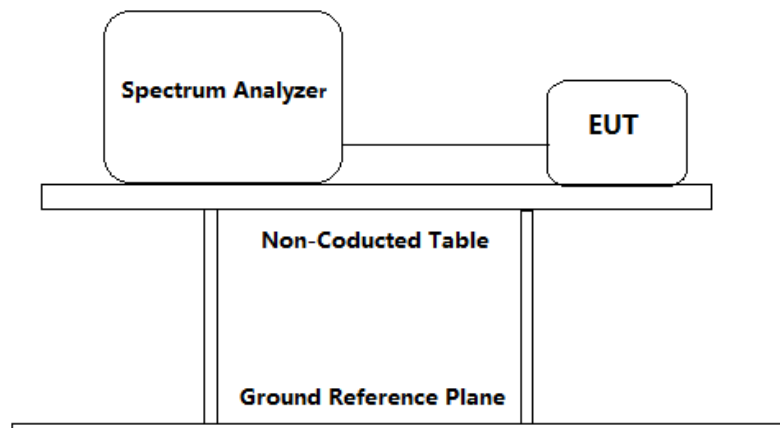 Spectrum Analyzer
EUT
Non-Coducted Table
Ground Reference Plane